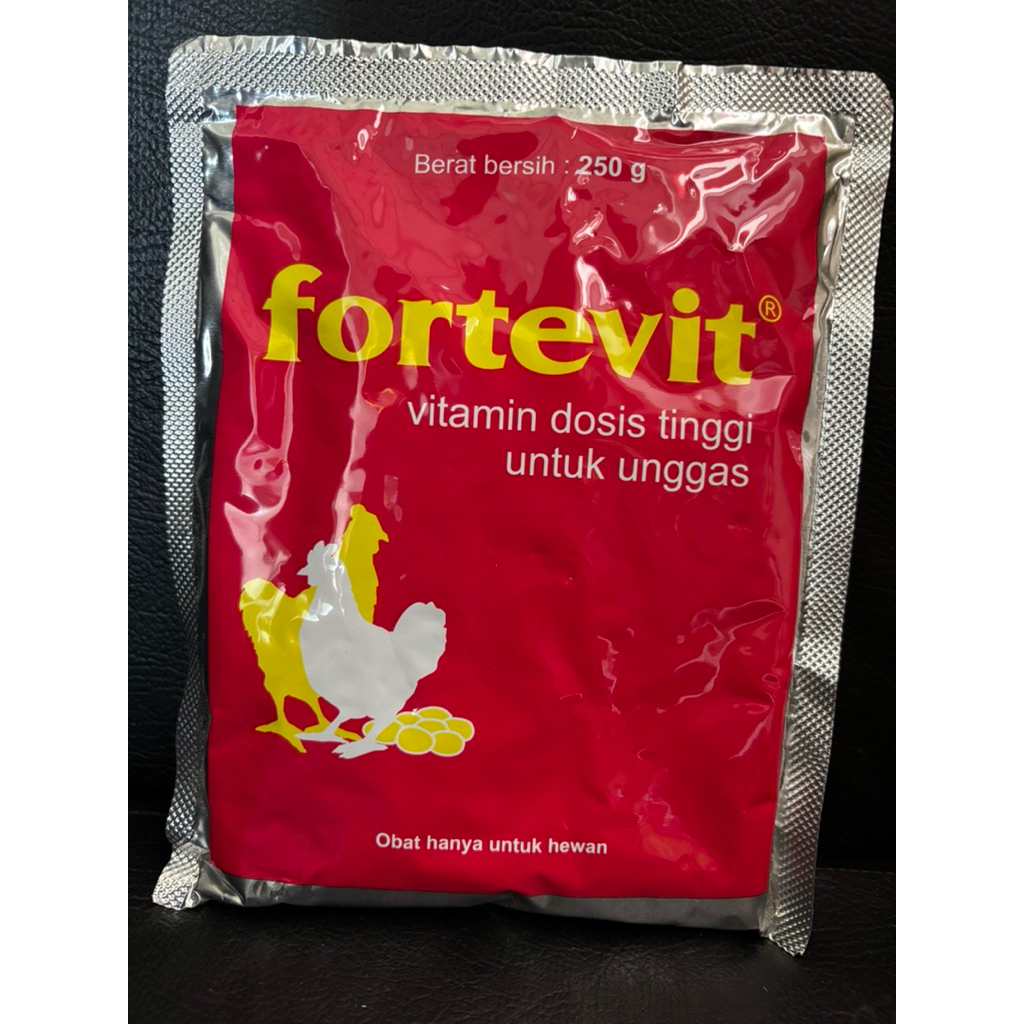 Berat bersih : 250 g
fortevit®
vitamin dosis tinggi
untuk unggas
Obat hanya untuk hewan